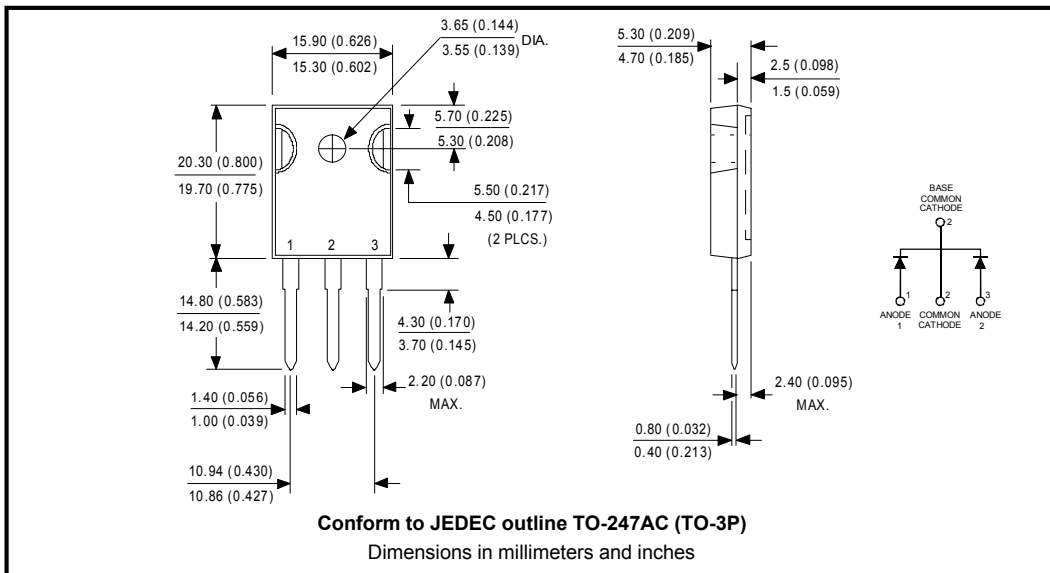 3.65 (0.144)
3.55 (0.139)
DIA.
15.90 (0.626)
15.30 (0.602)
5.30 (0.209)
4.70 (0.185)
2.5 (0.098)
1.5 (0.059)
5.70 (0.225)
5.30 (0.208)
20.30 (0.800)
19.70 (0.775)
5.50 (0.217)
4.50 (0.177)
(2 PLCS.)
1 2 3
BASE
COMMON
CATHODE
2
1 2 3
ANODE
1
COMMON
CATHODE
ANODE
2
14.80 (0.583)
14.20 (0.559)
4.30 (0.170)
3.70 (0.145)
2.20 (0.087)
MAX.
2.40 (0.095)
MAX.
1.40 (0.056)
1.00 (0.039)
0.80 (0.032)
0.40 (0.213)
10.94 (0.430)
10.86 (0.427)
Conform to JEDEC outline TO-247AC (TO-3P)
Dimensions in millimeters and inches